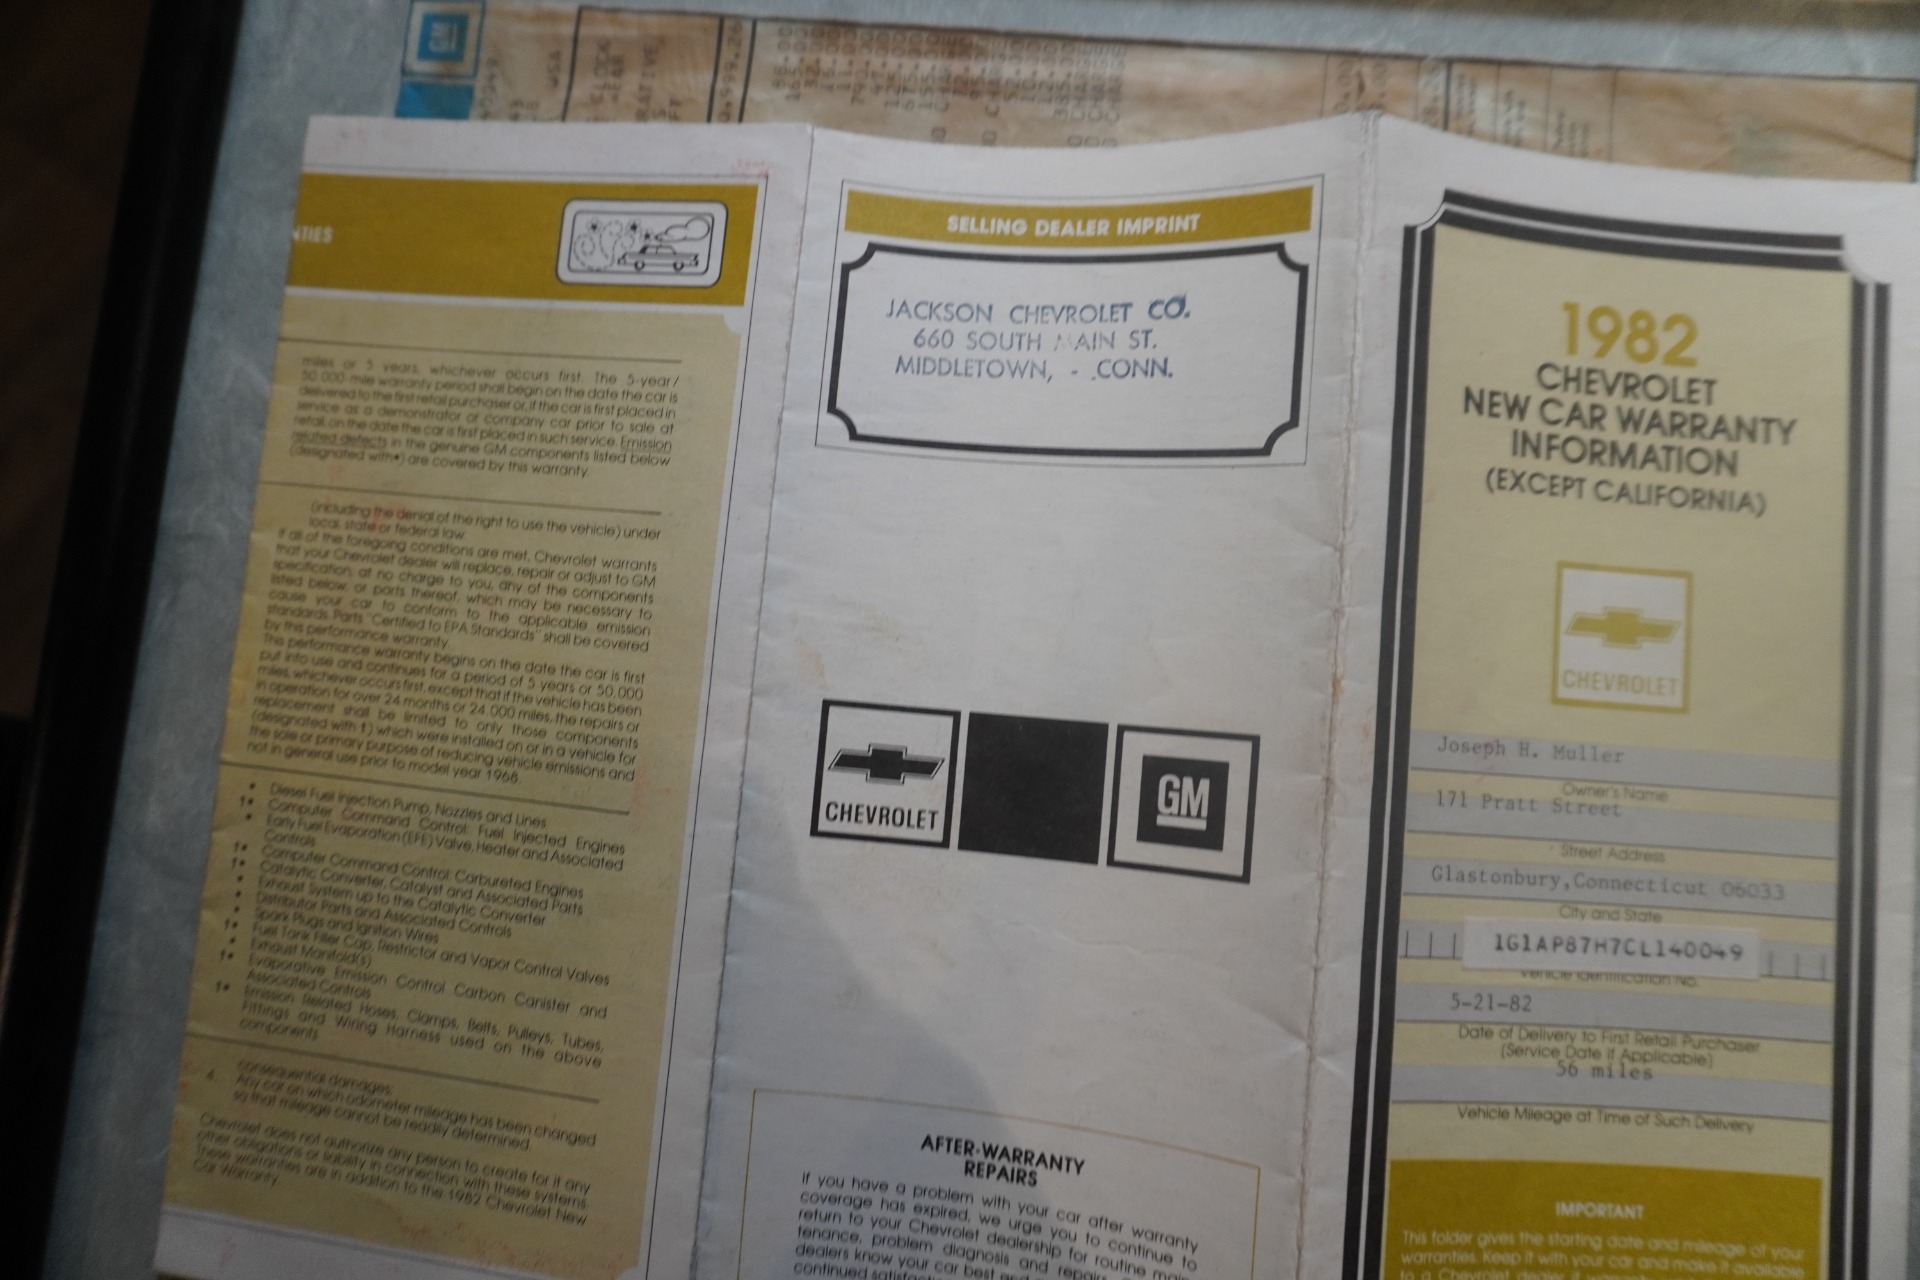 GM
USA
NTIES
miles or 5 years, whichever occurs first. The 5-year/
50,000-mile warranty period shall begin on the date the car is
delivered to the first retail purchaser or, if the car is first placed in
service as a demonstrator or company car prior to sale at
retail, on the date the car is first placed in such service. Emission
related defects in the genuine GM components listed below
(designated with•) are covered by this warranty.
(including the denial of the right to use the vehicle) under
local, state or federal law.
If all of the foregoing conditions are met, Chevrolet warrants
that your Chevrolet dealer will replace, repair or adjust to GM
specification, at no charge to you, any of the components
listed below, or parts thereof, which may be necessary to
cause your car to conform to the applicable emission
standards. Parts "Certified to EPA Standards" shall be covered
by this performance warranty.
This performance warranty begins on the date the car is first
put into use and continues for a period of 5 years or 50,000
miles, whichever occurs first, except that if the vehicle has been
in operation for over 24 months or 24,000 miles, the repairs or
replacement shall be limited to only those components
(designated with †) which were installed on or in a vehicle for
the sole or primary purpose of reducing vehicle emissions and
not in general use prior to model year 1968.
• Diesel Fuel Injection Pump, Nozzles and Lines
†• Computer Command Control: Fuel Injected Engines
• Early Fuel Evaporation (EFE) Valve, Heater and Associated
Controls
†• Computer Command Control: Carbureted Engines
†• Catalytic Converter, Catalyst and Associated Parts
• Exhaust System up to the Catalytic Converter
• Distributor Parts and Associated Controls
• Spark Plugs and Ignition Wires
†• Fuel Tank Filler Cap, Restrictor and Vapor Control Valves
• Exhaust Manifold(s)
†• Evaporative Emission Control Carbon Canister and
Associated Controls
†• Emission Related Hoses, Clamps, Belts, Pulleys, Tubes,
Fittings and Wiring Harness used on the above
components
consequential damages.
4. Any car on which odometer mileage has been changed
so that mileage cannot be readily determined.
Chevrolet does not authorize any person to create for it any
other obligations or liability in connection with these systems.
These warranties are in addition to the 1982 Chevrolet New
Car Warranty.
SELLING DEALER IMPRINT
JACKSON CHEVROLET CO.
660 SOUTH MAIN ST.
MIDDLETOWN, - CONN.
CHEVROLET
GM
AFTER-WARRANTY
REPAIRS
If you have a problem with your car after warranty
coverage has expired, we urge you to continue to
return to your Chevrolet dealership for routine main-
tenance, problem diagnosis and repairs.
dealers know your car best and
continued
1982
CHEVROLET
NEW CAR WARRANTY
INFORMATION
(EXCEPT CALIFORNIA)
CHEVROLET
Joseph H. Muller
Owner's Name
171 Pratt Street
Street Address
Glastonbury,Connecticut 06033
City and State
1G1AP87H7CL140049
Vehicle Identification No.
5-21-82
Date of Delivery to First Retail Purchaser
(Service Date if Applicable)
56 miles
Vehicle Mileage at Time of Such Delivery
IMPORTANT
This folder gives the starting date and mileage of your
warranties. Keep it with your car and make it available
to a Chevrolet dealer if